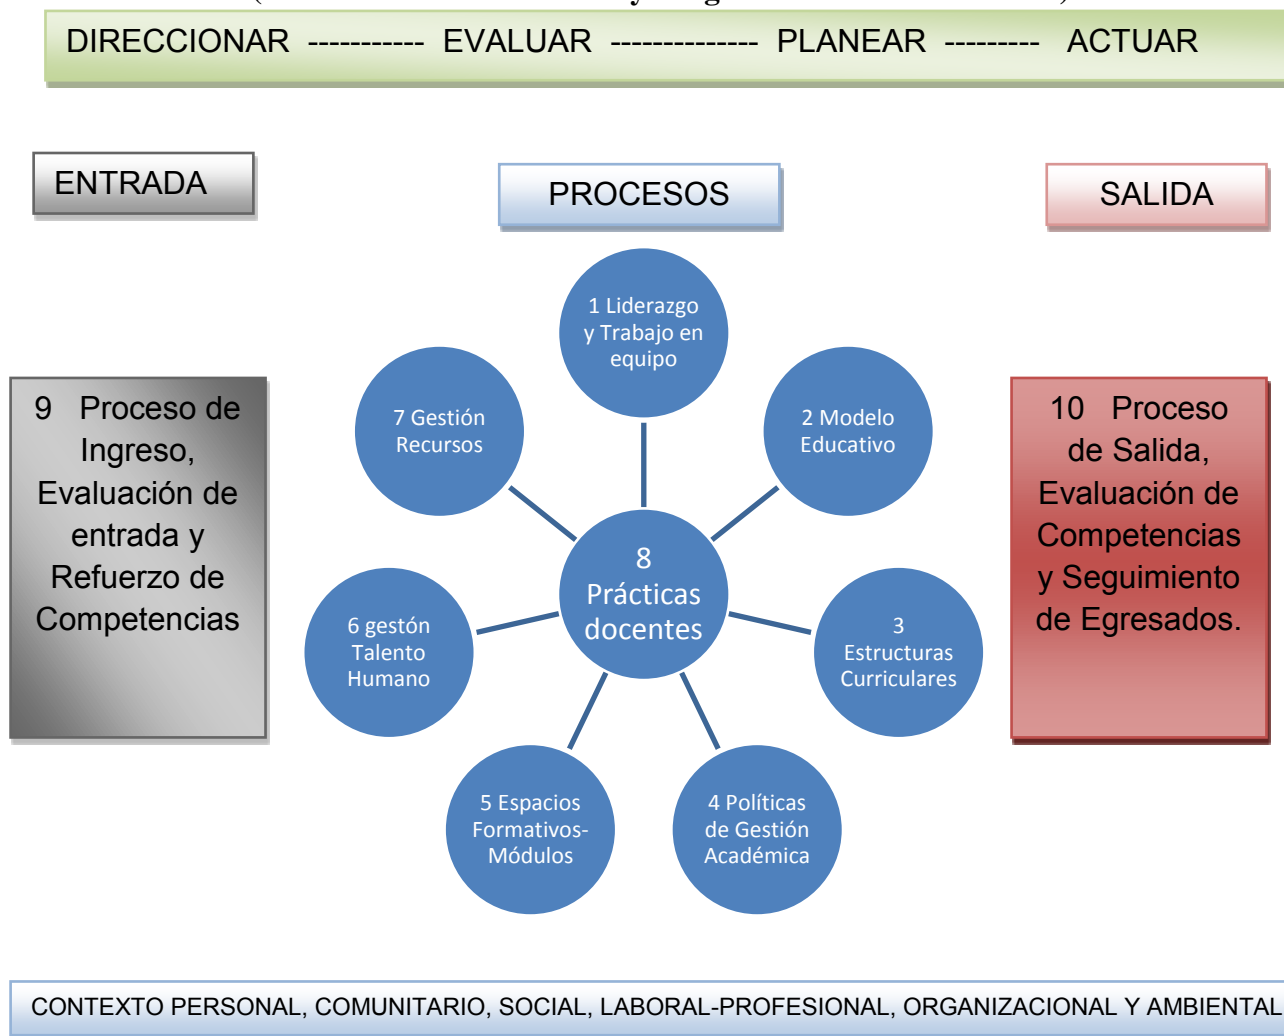 DIRECCIONAR ----------- EVALUAR -------------- PLANEAR --------- ACTUAR
ENTRADA
PROCESOS
SALIDA
1 Liderazgo
y Trabajo en
equipo
2 Modelo
Educativo
3
Estructuras
Curriculares
4 Políticas
de Gestión
Académica
5 Espacios
Formativos-
Módulos
6 gestón
Talento
Humano
7 Gestión
Recursos
8
Prácticas
docentes
9 Proceso de
Ingreso,
Evaluación de
entrada y
Refuerzo de
Competencias
10 Proceso
de Salida,
Evaluación de
Competencias
y Seguimiento
de Egresados.
CONTEXTO PERSONAL, COMUNITARIO, SOCIAL, LABORAL-PROFESIONAL, ORGANIZACIONAL Y AMBIENTAL